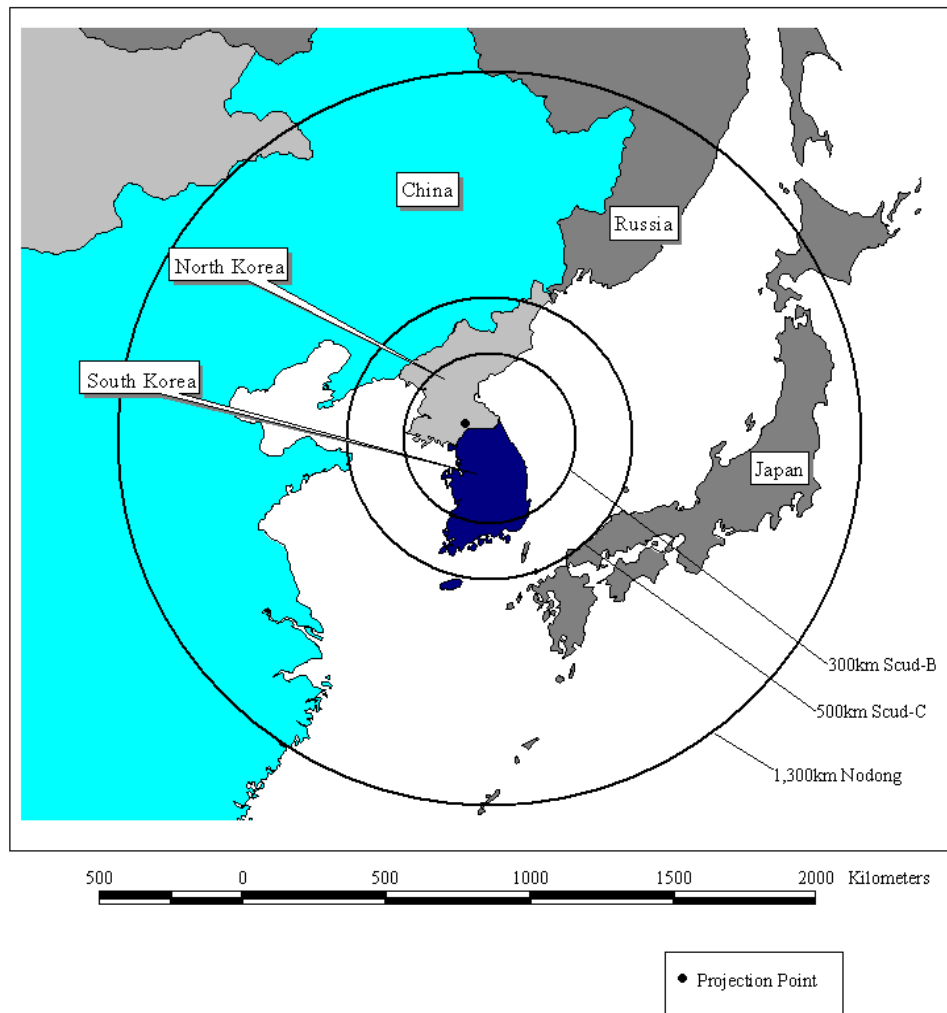 China
Russia
North Korea
South Korea
Japan
300km Scud-B
500km Scud-C
1,300km Nodong
500 0 500 1000 1500 2000 Kilometers
Projection Point